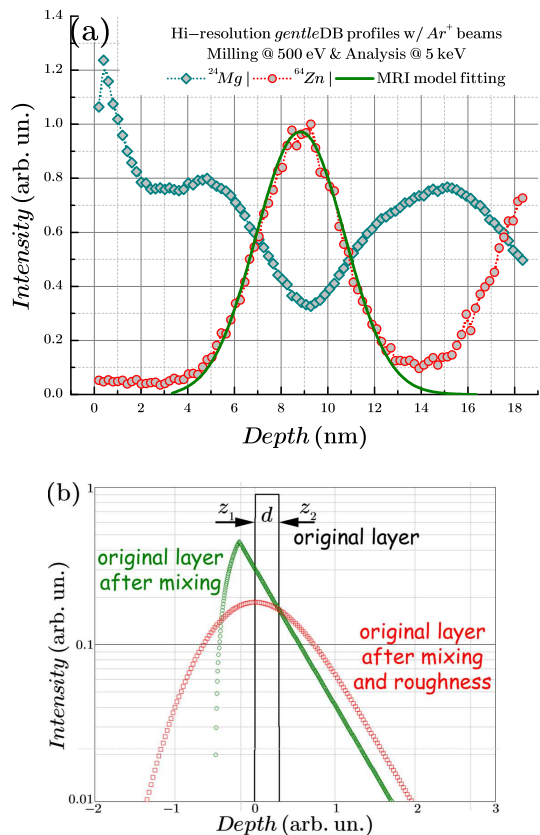 (a)
Hi-resolution gentleDB profiles w/ Ar⁺ beams
Milling @ 500 eV & Analysis @ 5 keV
²⁴Mg | ⁶⁴Zn | MRI model fitting
Intensity (arb. un.)
1.2
1.0
0.8
0.6
0.4
0.2
0.0
0 2 4 6 8 10 12 14 16 18
Depth (nm)
(b)
Intensity (arb. un.)
1
0.1
0.01
z₁ d z₂
original layer
original layer
after mixing
original layer
after mixing
and roughness
−2 −1 0 1 2 3
Depth (arb. un.)